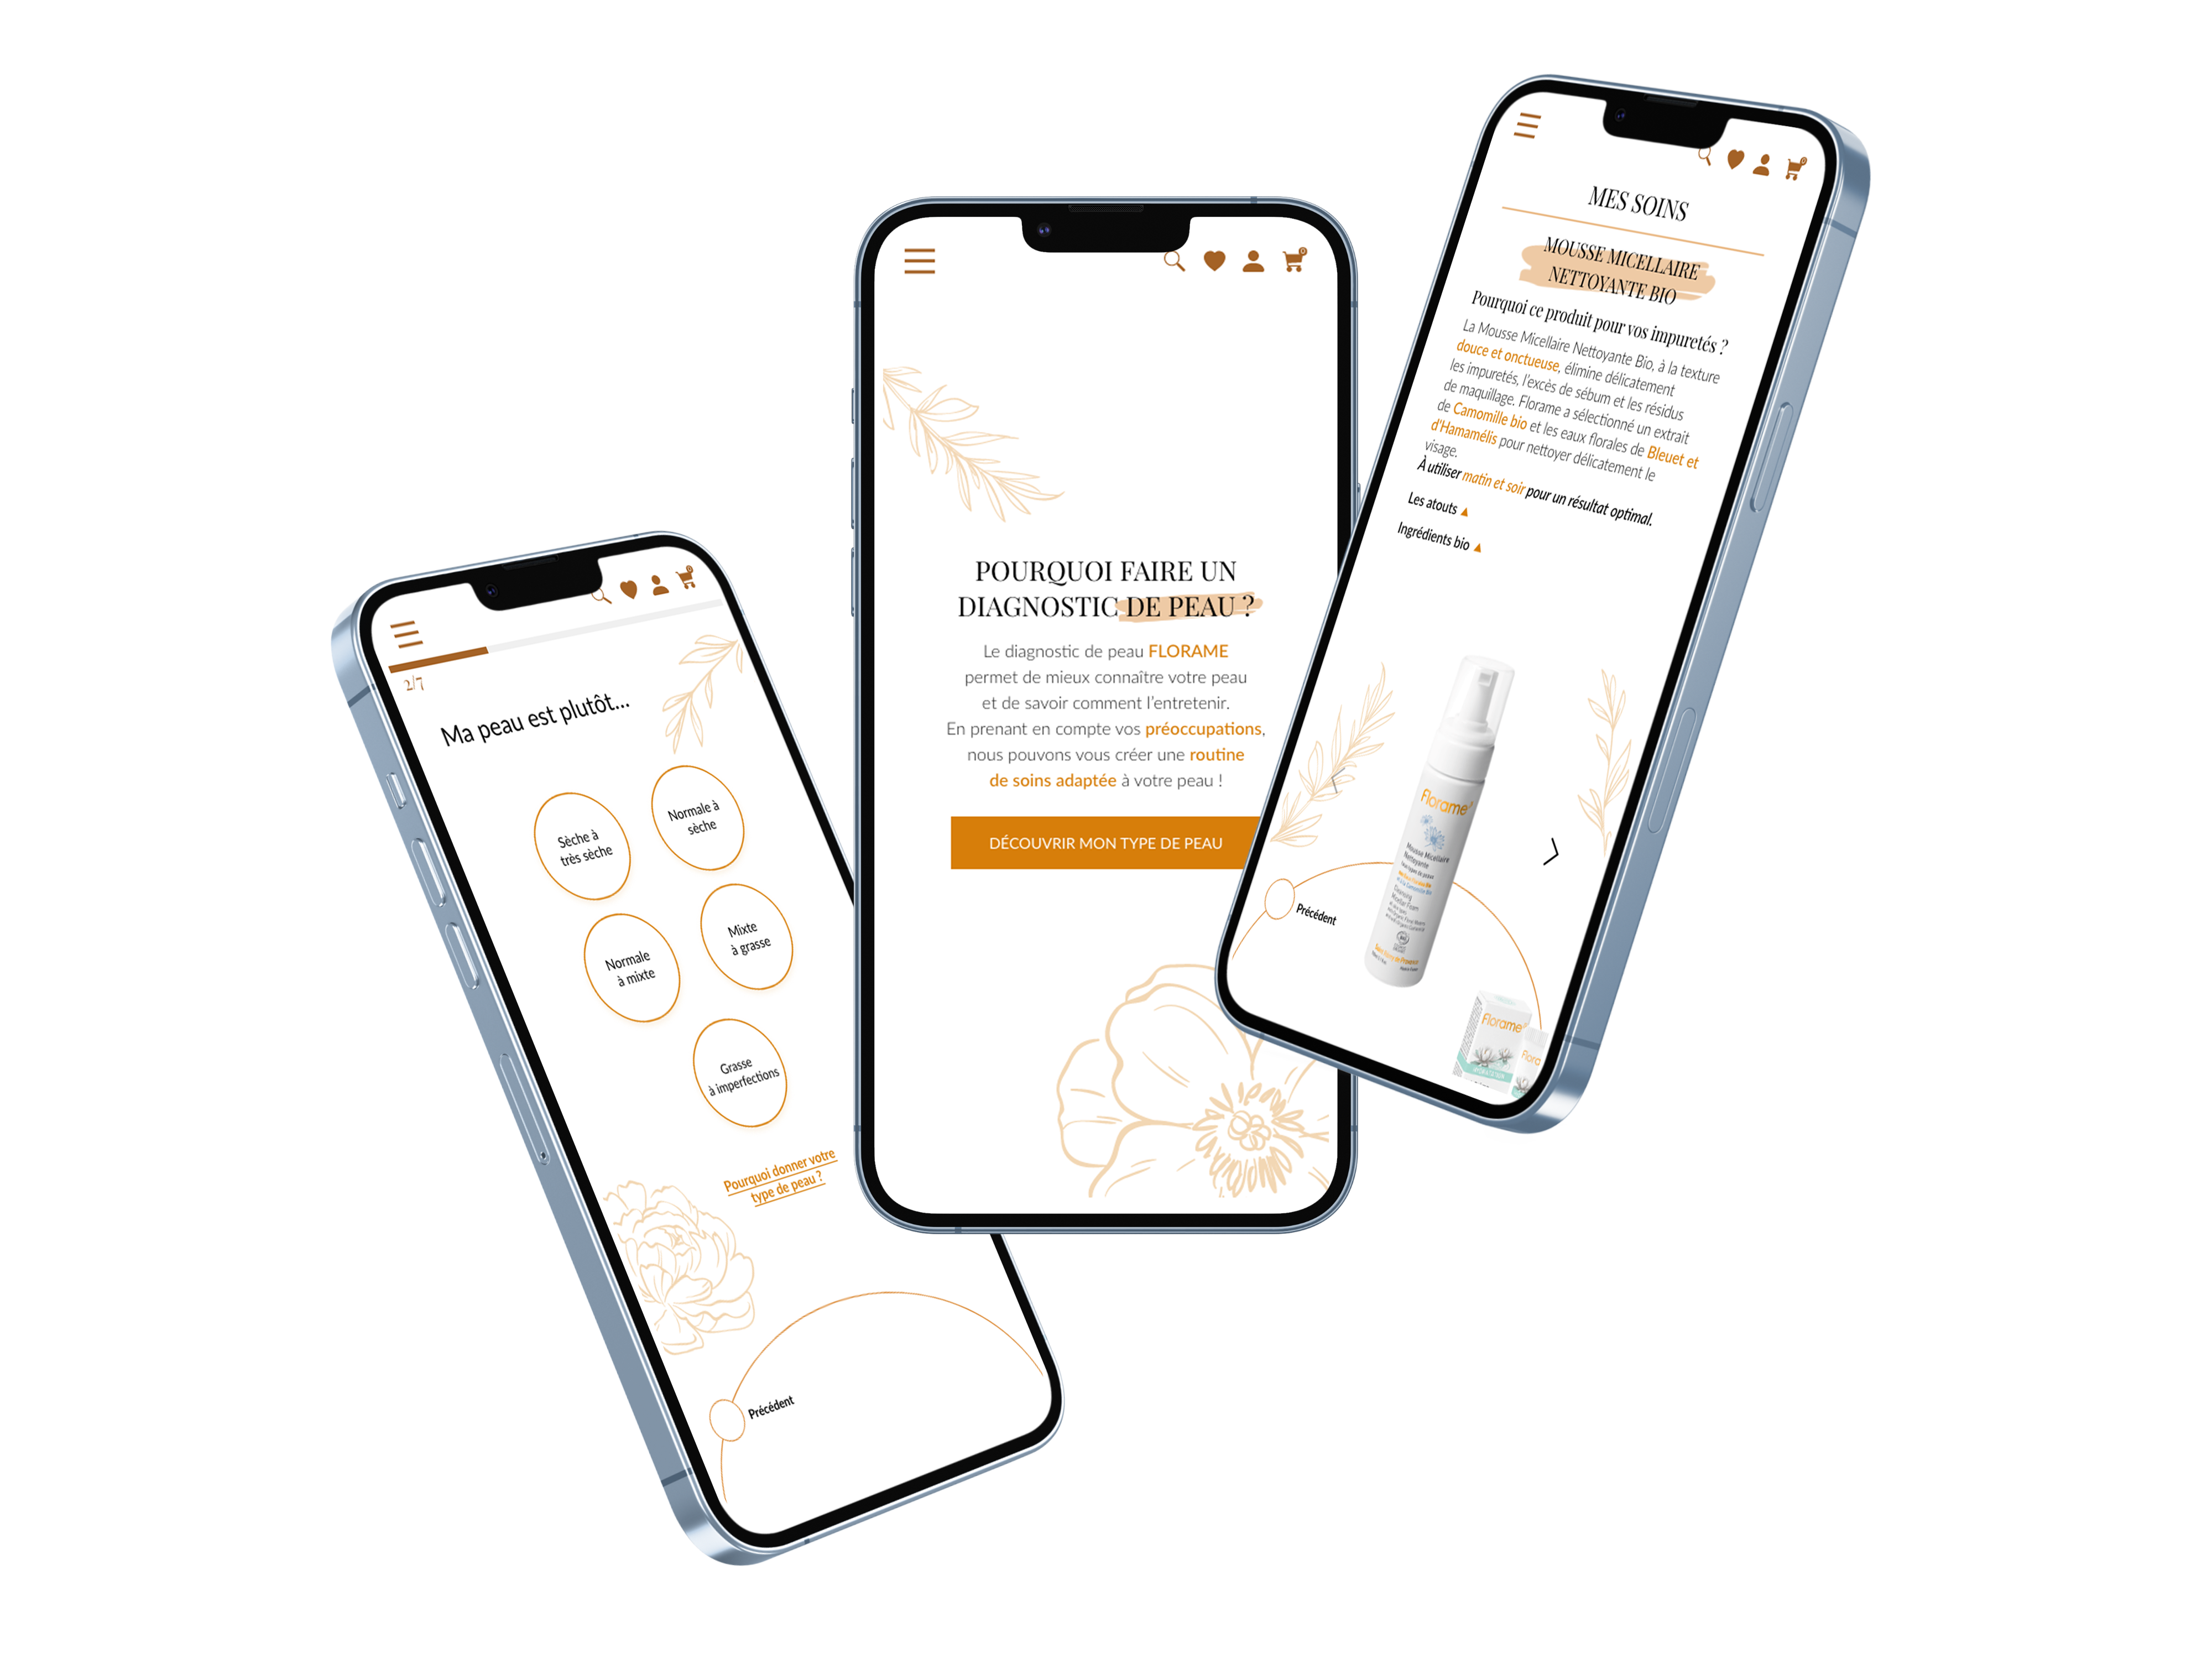 2/7
Ma peau est plutôt...
Sèche à
très sèche
Normale à
sèche
Normale
à mixte
Mixte
à grasse
Grasse
à imperfections
Pourquoi donner votre
type de peau ?
Précédent
0
POURQUOI FAIRE UN
DIAGNOSTIC DE PEAU ?
Le diagnostic de peau FLORAME
permet de mieux connaître votre peau
et de savoir comment l'entretenir.
En prenant en compte vos préoccupations,
nous pouvons vous créer une routine
de soins adaptée à votre peau !
DÉCOUVRIR MON TYPE DE PEAU
MES SOINS
MOUSSE MICELLAIRE
NETTOYANTE BIO
Pourquoi ce produit pour vos impuretés ?
La Mousse Micellaire Nettoyante Bio, à la texture
douce et onctueuse, élimine délicatement
les impuretés, l'excès de sébum et les résidus
de maquillage. Florame a sélectionné un extrait
de Camomille bio et les eaux florales de Bleuet et
d'Hamamélis pour nettoyer délicatement le
visage.
À utiliser matin et soir pour un résultat optimal.
Les atouts
Ingrédients bio
Florame
Mousse Micellaire
Nettoyante
Cleansing
Micellar Foam
Précédent
Florame
HYDRATATION
Flora